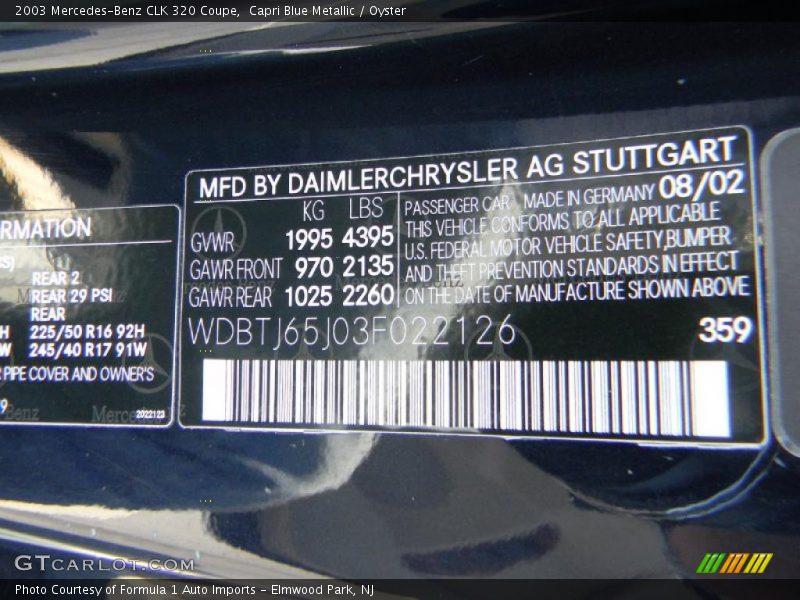 2003 Mercedes-Benz CLK 320 Coupe, Capri Blue Metallic / Oyster
MFD BY DAIMLERCHRYSLER AG STUTTGART
KG LBS
GVWR 1995 4395
GAWR FRONT 970 2135
GAWR REAR 1025 2260
PASSENGER CAR MADE IN GERMANY 08/02
THIS VEHICLE CONFORMS TO ALL APPLICABLE
U.S. FEDERAL MOTOR VEHICLE SAFETY,BUMPER
AND THEFT PREVENTION STANDARDS IN EFFECT
ON THE DATE OF MANUFACTURE SHOWN ABOVE
WDBTJ65J03F022126 359
RMATION
REAR 2
REAR 29 PSI
REAR
H 225/50 R16 92H
W 245/40 R17 91W
PIPE COVER AND OWNER'S
9
Benz Mercedes
2022123
GTCARLOT.COM
Photo Courtesy of Formula 1 Auto Imports - Elmwood Park, NJ